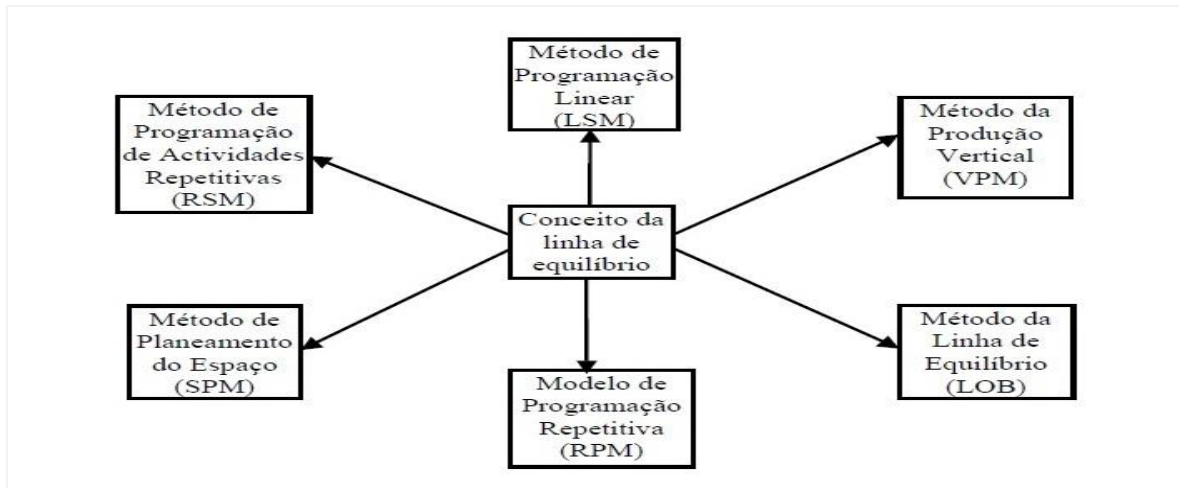 Método de
Programação
Linear
(LSM)
Método de
Programação
de Actividades
Repetitivas
(RSM)
Método da
Produção
Vertical
(VPM)
Conceito da
linha de
equilíbrio
Método de
Planeamento
do Espaço
(SPM)
Modelo de
Programação
Repetitiva
(RPM)
Método da
Linha de
Equilíbrio
(LOB)